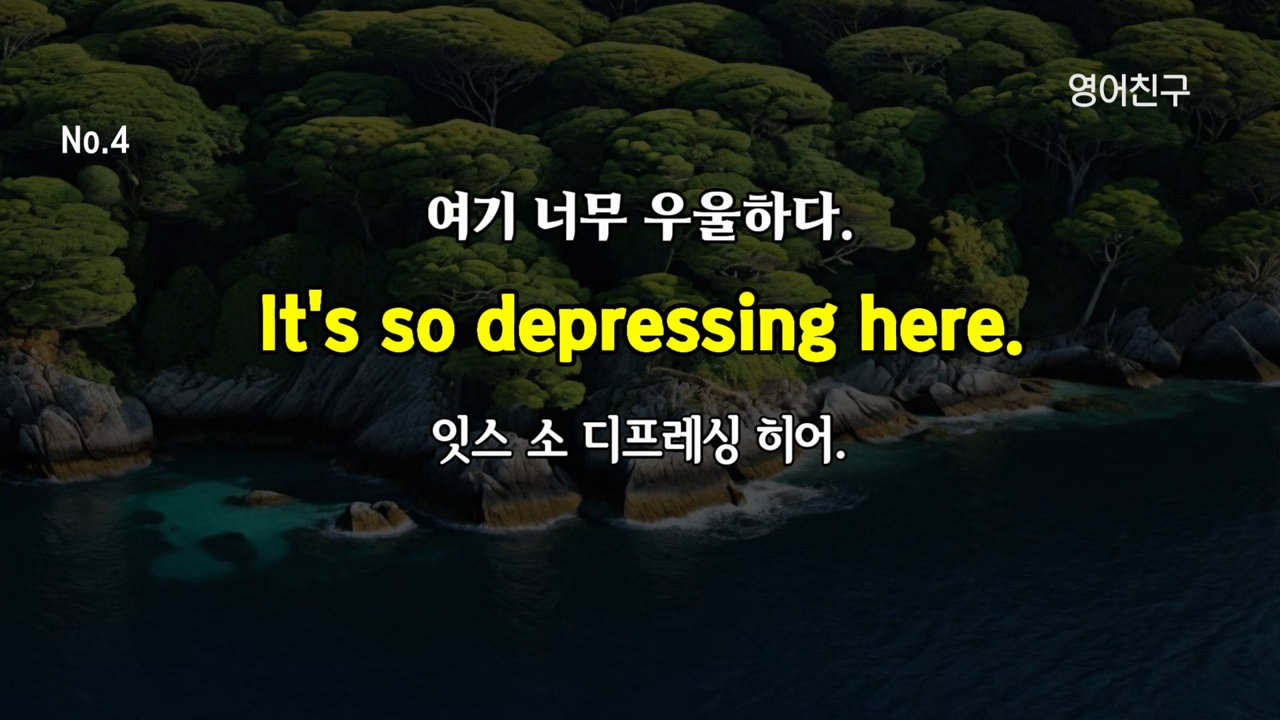 영어친구
No.4
여기 너무 우울하다.
It's so depressing here.
잇스 소 디프레싱 히어.